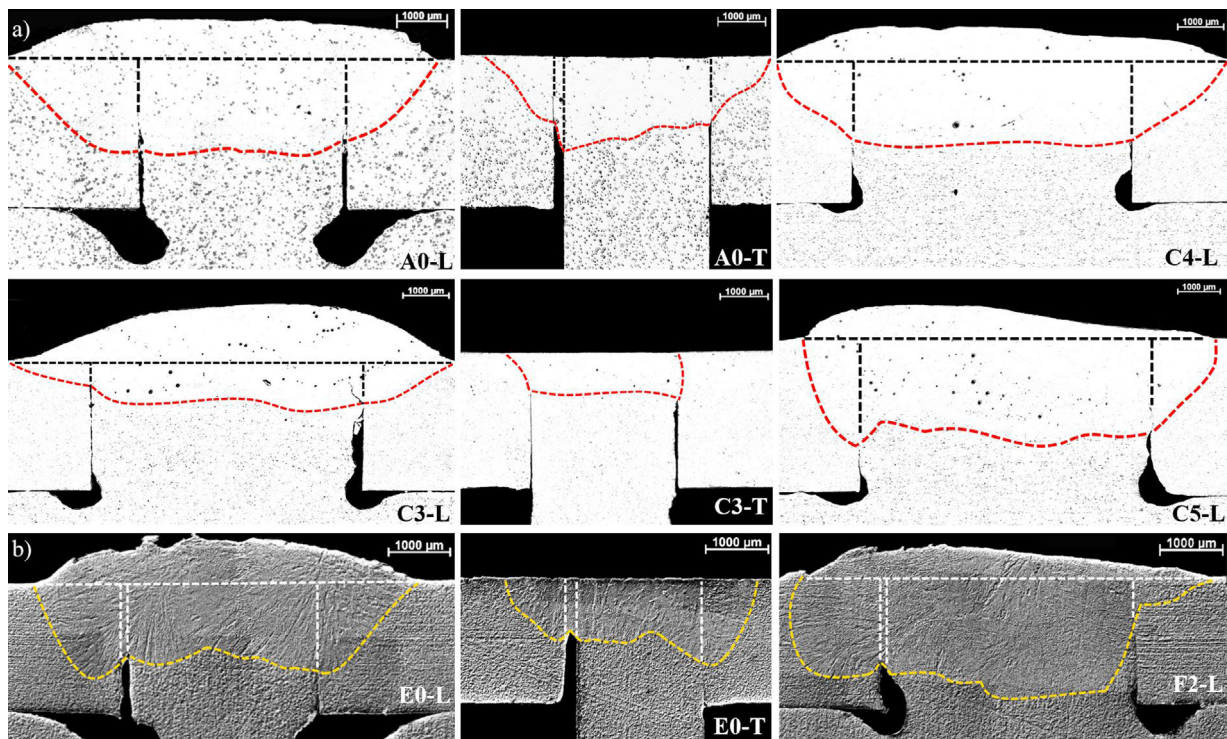 a)
1000 µm
A0-L
1000 µm
A0-T
1000 µm
C4-L
1000 µm
C3-L
1000 µm
C3-T
1000 µm
C5-L
b)
1000 µm
E0-L
1000 µm
E0-T
1000 µm
F2-L